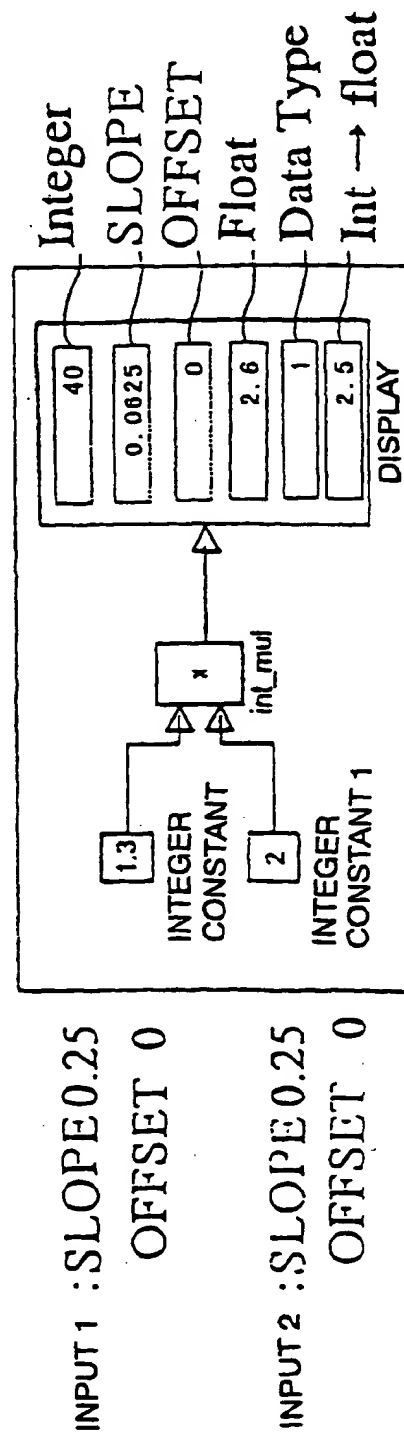 INPUT 1 ::SLOPE 0.25
OFFSET 0
INPUT 2 :SLOPE 0.25
OFFSET 0
1.3
INTEGER
CONSTANT
2
INTEGER
CONSTANT 1
×
int_mul
40
0.0625
0
2.6
1
2.5
DISPLAY
Integer
SLOPE
OFFSET
Float
Data Type
Int → float